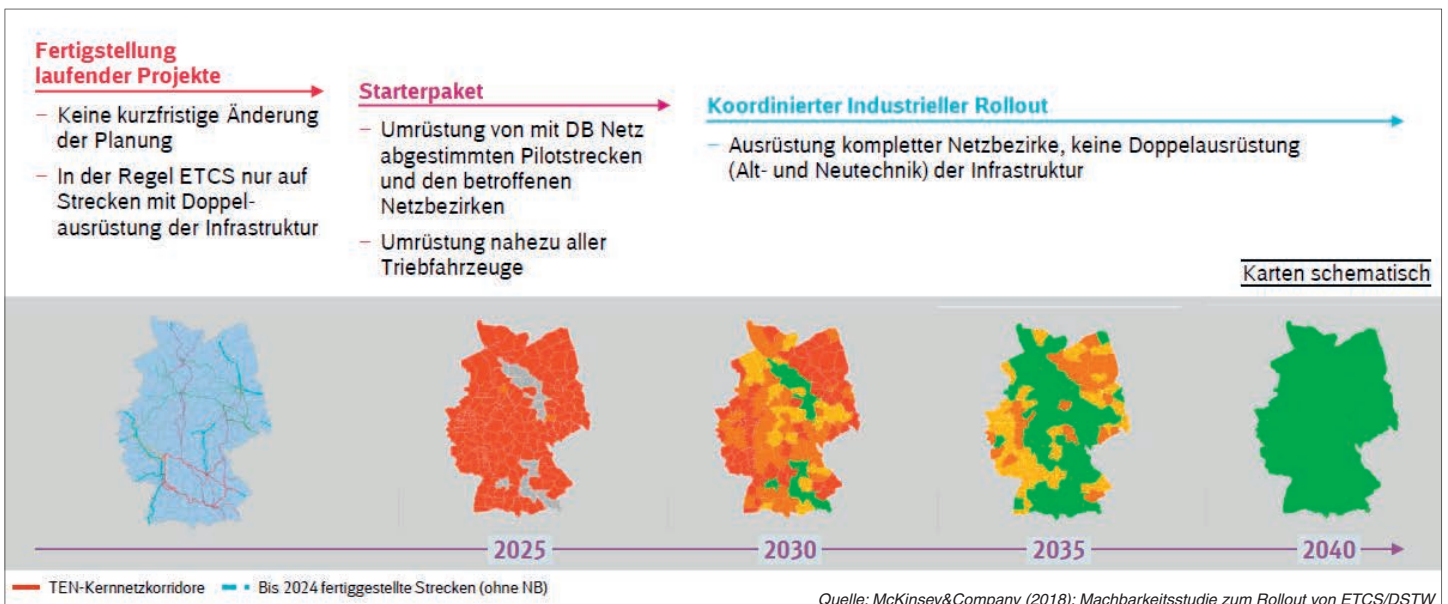 Fertigstellung
laufender Projekte
– Keine kurzfristige Änderung
der Planung
– In der Regel ETCS nur auf
Strecken mit Doppel-
ausrüstung der Infrastruktur
Starterpaket
– Umrüstung von mit DB Netz
abgestimmten Pilotstrecken
und den betroffenen
Netzbezirken
– Umrüstung nahezu aller
Triebfahrzeuge
Koordinierter Industrieller Rollout
– Ausrüstung kompletter Netzbezirke, keine Doppelausrüstung
(Alt- und Neutechnik) der Infrastruktur
Karten schematisch
2025
2030
2035
2040
TEN-Kernnetzkorridore
Bis 2024 fertiggestellte Strecken (ohne NB)
Quelle: McKinsey&Company (2018): Machbarkeitsstudie zum Rollout von ETCS/DSTW